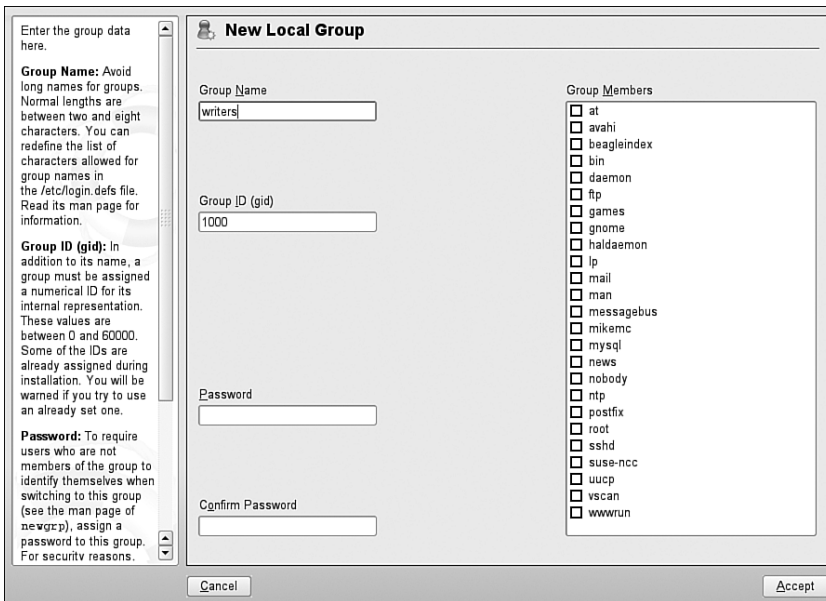 Enter the group data
here.
Group Name: Avoid
long names for groups.
Normal lengths are
between two and eight
characters. You can
redefine the list of
characters allowed for
group names in
the /etc/login.defs file.
Read its man page for
information.
Group ID (gid): In
addition to its name, a
group must be assigned
a numerical ID for its
internal representation.
These values are
between 0 and 60000.
Some of the IDs are
already assigned during
installation. You will be
warned if you try to use
an already set one.
Password: To require
users who are not
members of the group to
identify themselves when
switching to this group
(see the man page of
newgrp), assign a
password to this group.
For security reasons,
New Local Group
Group Name
writers
Group ID (gid)
1000
Password
Confirm Password
Group Members
at
avahi
beagleindex
bin
daemon
ftp
games
gnome
haldaemon
lp
mail
man
messagebus
mikemc
mysql
news
nobody
ntp
postfix
root
sshd
suse-ncc
uucp
vscan
wwwrun
Cancel
Accept